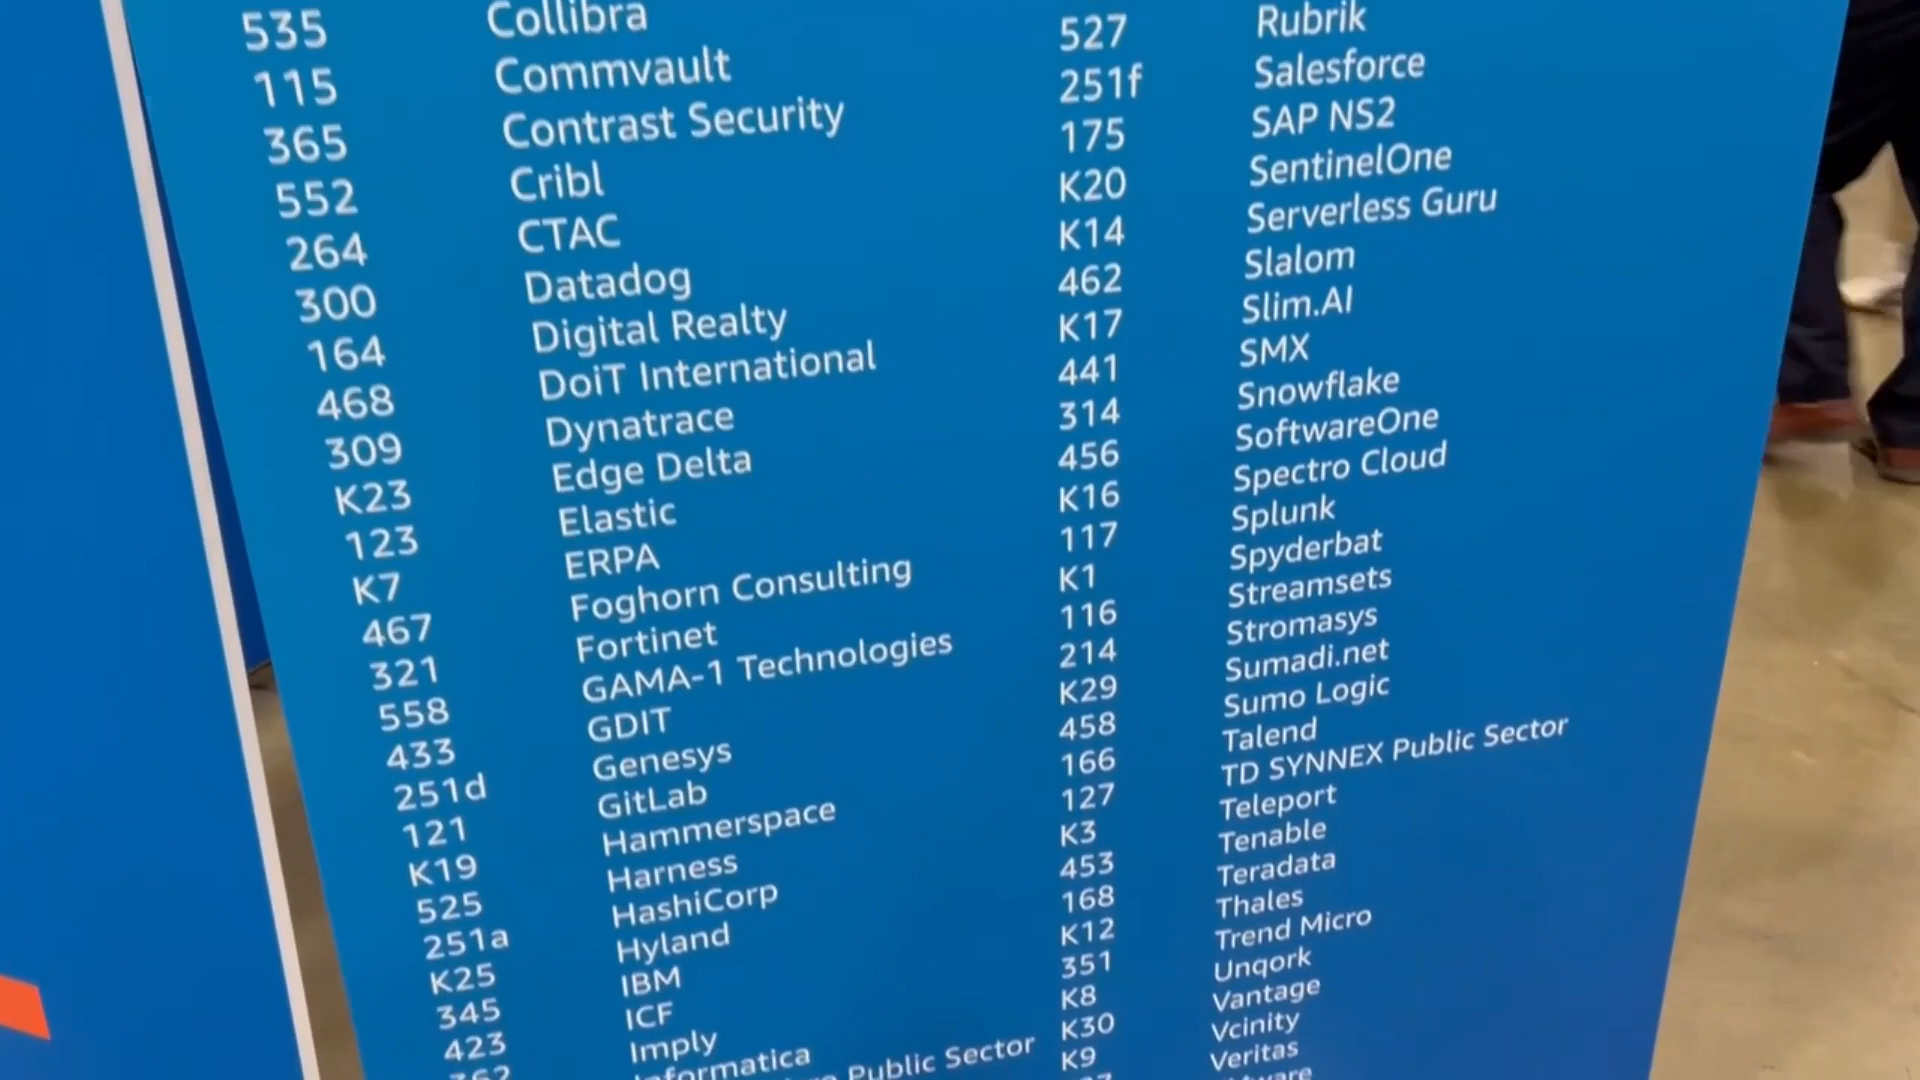 535 Collibra
115 Commvault
365 Contrast Security
552 Cribl
264 CTAC
300 Datadog
164 Digital Realty
468 DoiT International
309 Dynatrace
K23 Edge Delta
123 Elastic
K7 ERPA
467 Foghorn Consulting
321 Fortinet
558 GAMA-1 Technologies
433 GDIT
251d Genesys
121 GitLab
K19 Hammerspace
525 Harness
251a HashiCorp
K25 Hyland
345 IBM
423 ICF
Imply
Informatica
Public Sector
527 Rubrik
251f Salesforce
175 SAP NS2
K20 SentinelOne
K14 Serverless Guru
462 Slalom
K17 Slim.AI
441 SMX
314 Snowflake
456 SoftwareOne
K16 Spectro Cloud
117 Splunk
K1 Spyderbat
116 Streamsets
214 Stromasys
K29 Sumadi.net
458 Sumo Logic
166 Talend
127 TD SYNNEX Public Sector
K3 Teleport
453 Tenable
168 Teradata
K12 Thales
351 Trend Micro
K8 Unqork
K30 Vantage
K9 Vcinity
Veritas